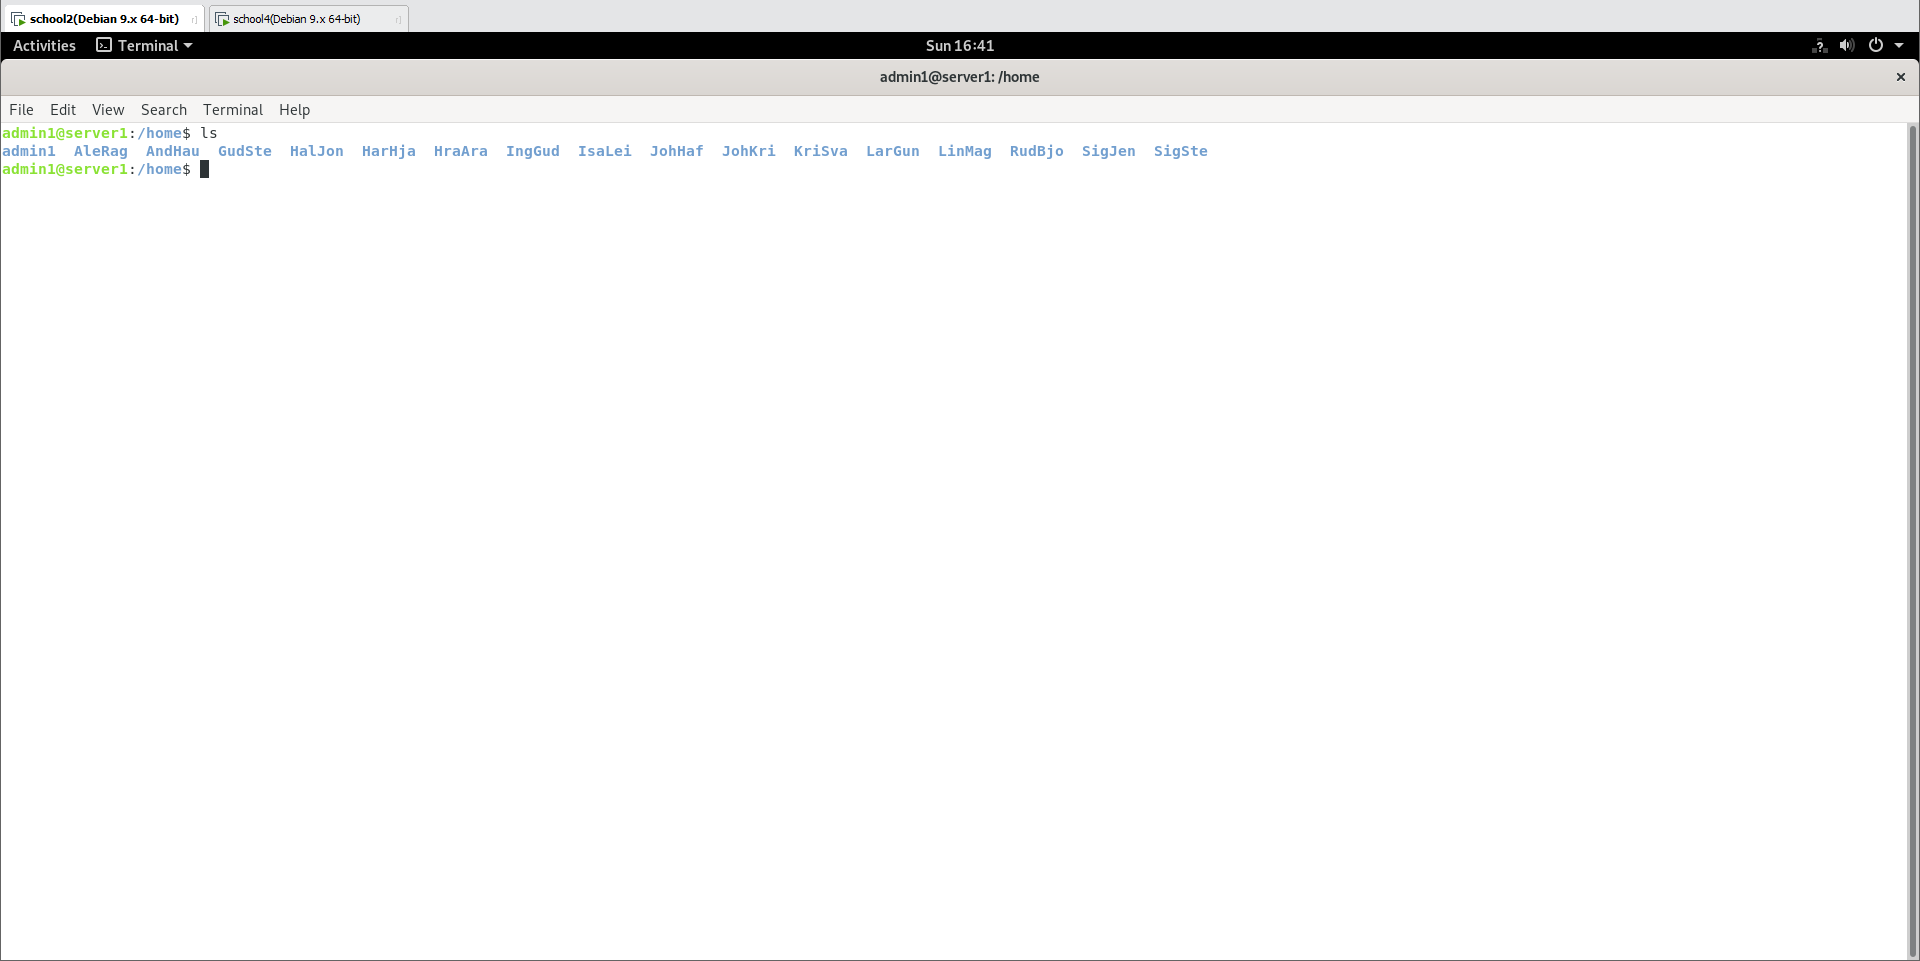 school2(Debian 9.x 64-bit) school4(Debian 9.x 64-bit)
Activities Terminal Sun 16:41
admin1@server1: /home
File Edit View Search Terminal Help
admin1@server1:/home$ ls
admin1 AleRag AndHau GudSte HalJon HarHja HraAra IngGud IsaLei JohHaf JohKri KriSva LarGun LinMag RudBjo SigJen SigSte
admin1@server1:/home$